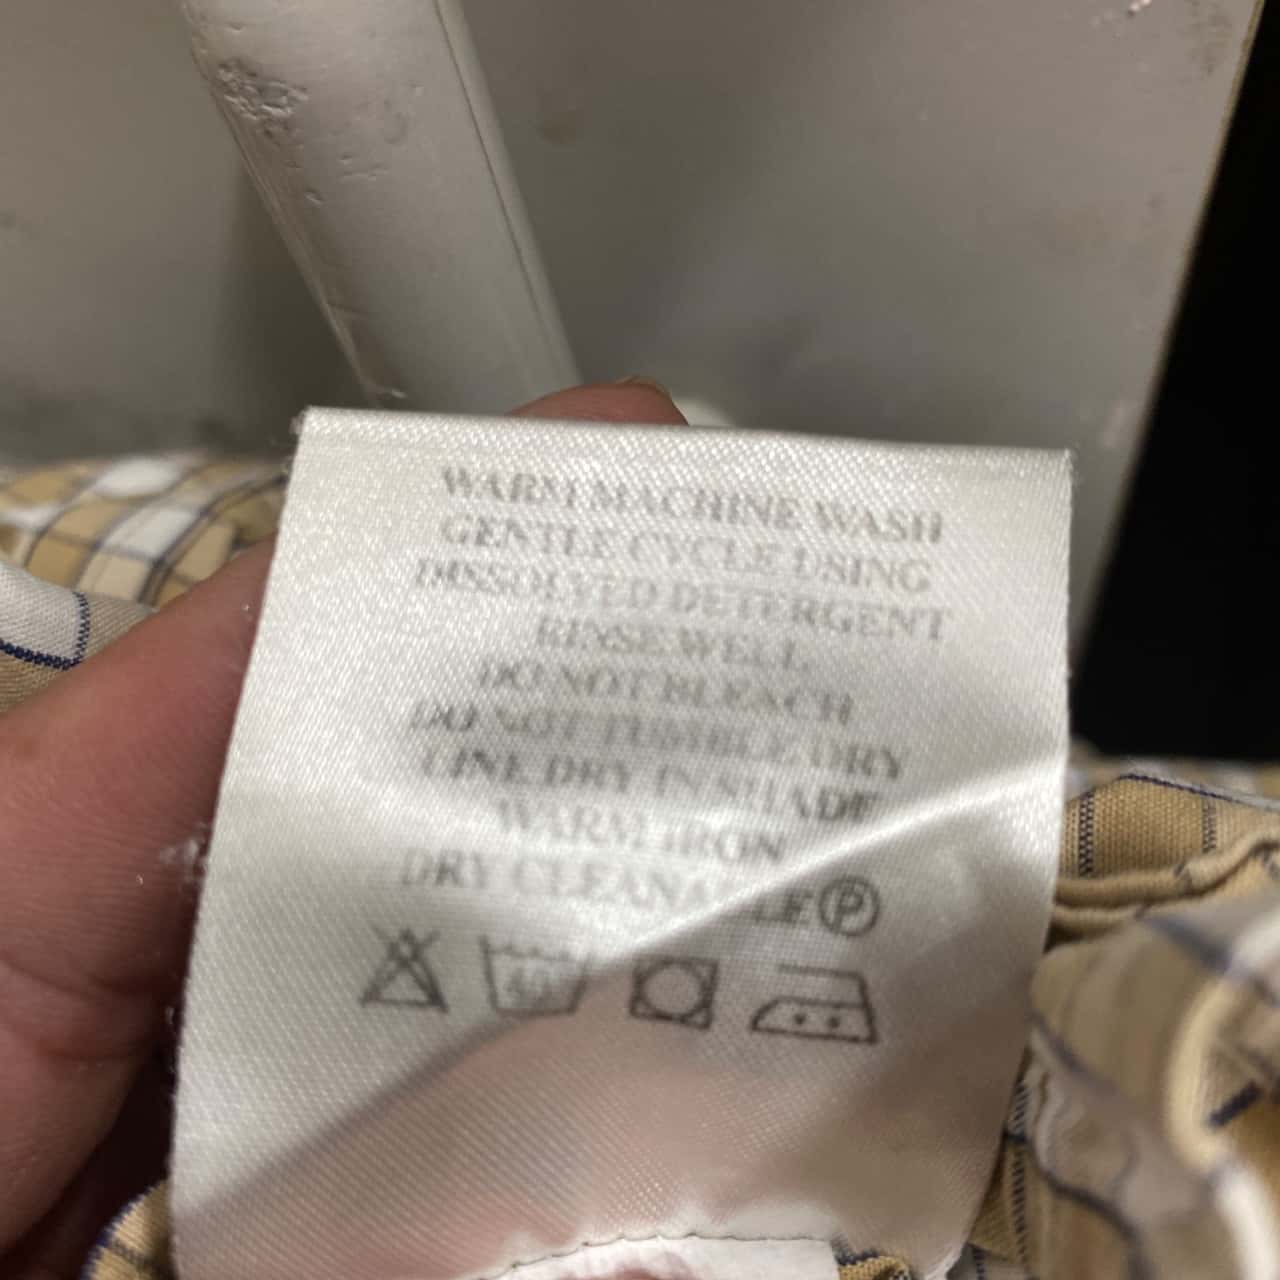 WARM MACHINE WASH
GENTLE CYCLE USING
DISSOLVED DETERGENT
RINSE WELL
DO NOT BLEACH
DO NOT TUMBLE DRY
LINE DRY IN SHADE
WARM IRON
DRY CLEANABLE Ⓟ
40